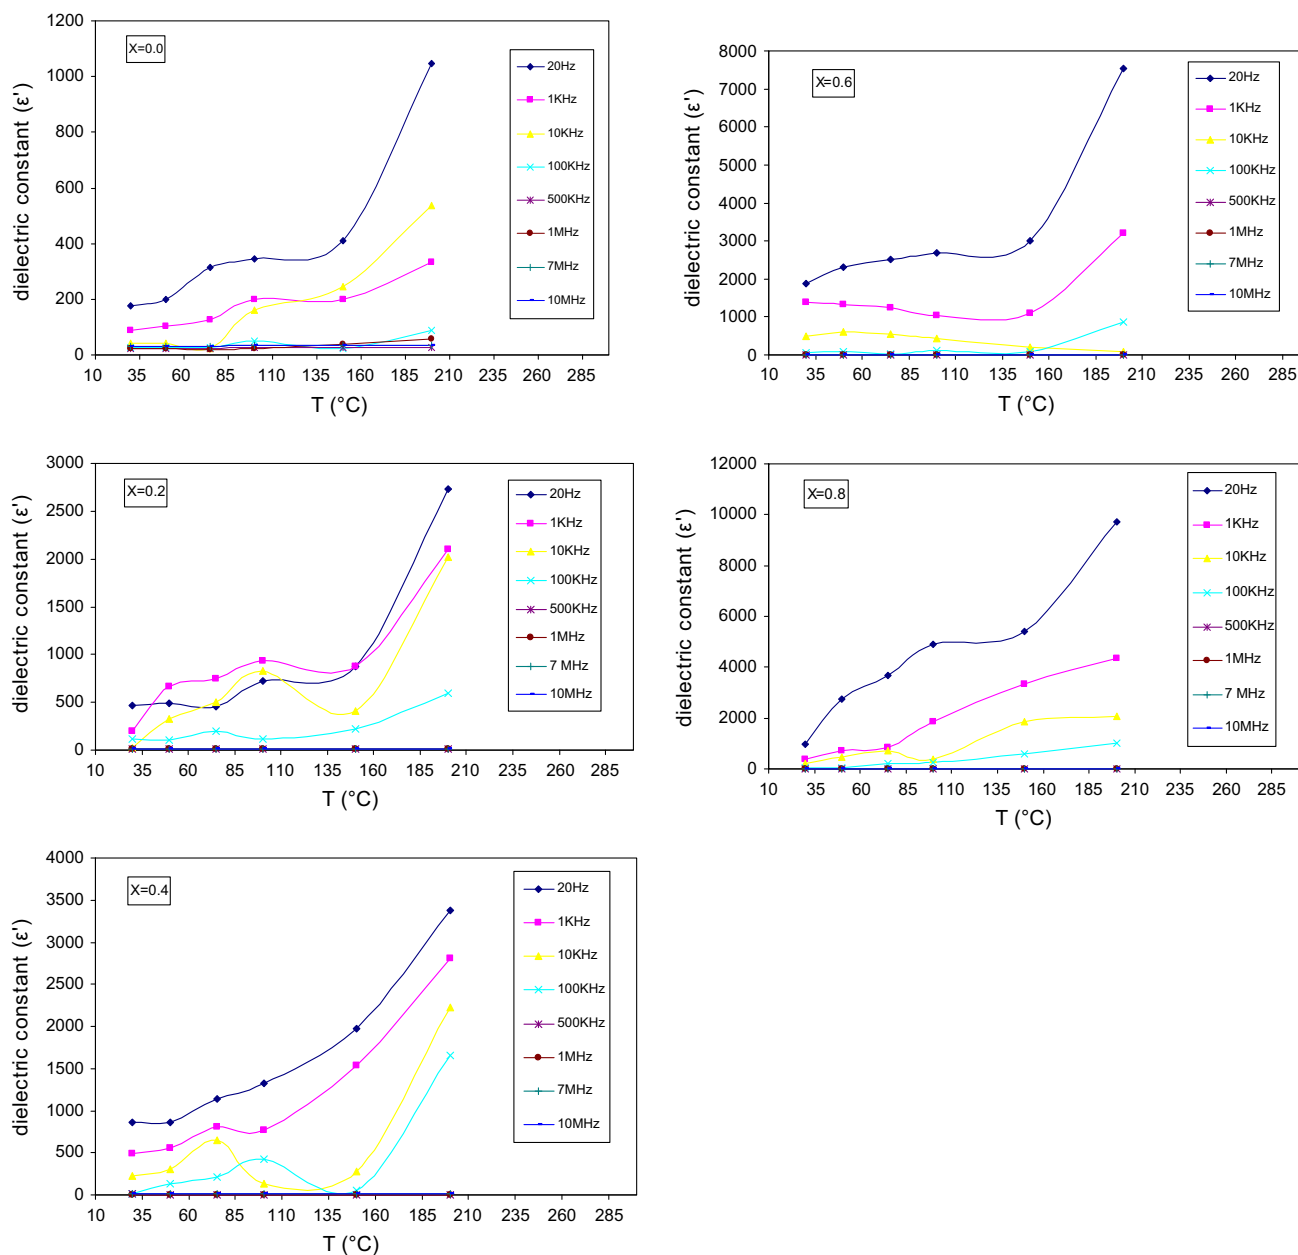 X=0.0
dielectric constant (ε')
1200
1000
800
600
400
200
0
10 35 60 85 110 135 160 185 210 235 260 285
T (°C)
20Hz
1KHz
10KHz
100KHz
500KHz
1MHz
7MHz
10MHz
X=0.6
dielectric constant (ε')
8000
7000
6000
5000
4000
3000
2000
1000
0
10 35 60 85 110 135 160 185 210 235 260 285
T (°C)
20Hz
1KHz
10KHz
100KHz
500KHz
1MHz
7MHz
10MHz
X=0.2
dielectric constant (ε')
3000
2500
2000
1500
1000
500
0
10 35 60 85 110 135 160 185 210 235 260 285
T (°C)
20Hz
1KHz
10KHz
100KHz
500KHz
1MHz
7 MHz
10MHz
X=0.8
dielectric constant (ε')
12000
10000
8000
6000
4000
2000
0
10 35 60 85 110 135 160 185 210 235 260 285
T (°C)
20Hz
1KHz
10KHz
100KHz
500KHz
1MHz
7 MHz
10MHz
X=0.4
dielectric constant (ε')
4000
3500
3000
2500
2000
1500
1000
500
0
10 35 60 85 110 135 160 185 210 235 260 285
T (°C)
20Hz
1KHz
10KHz
100KHz
500KHz
1MHz
7MHz
10MHz